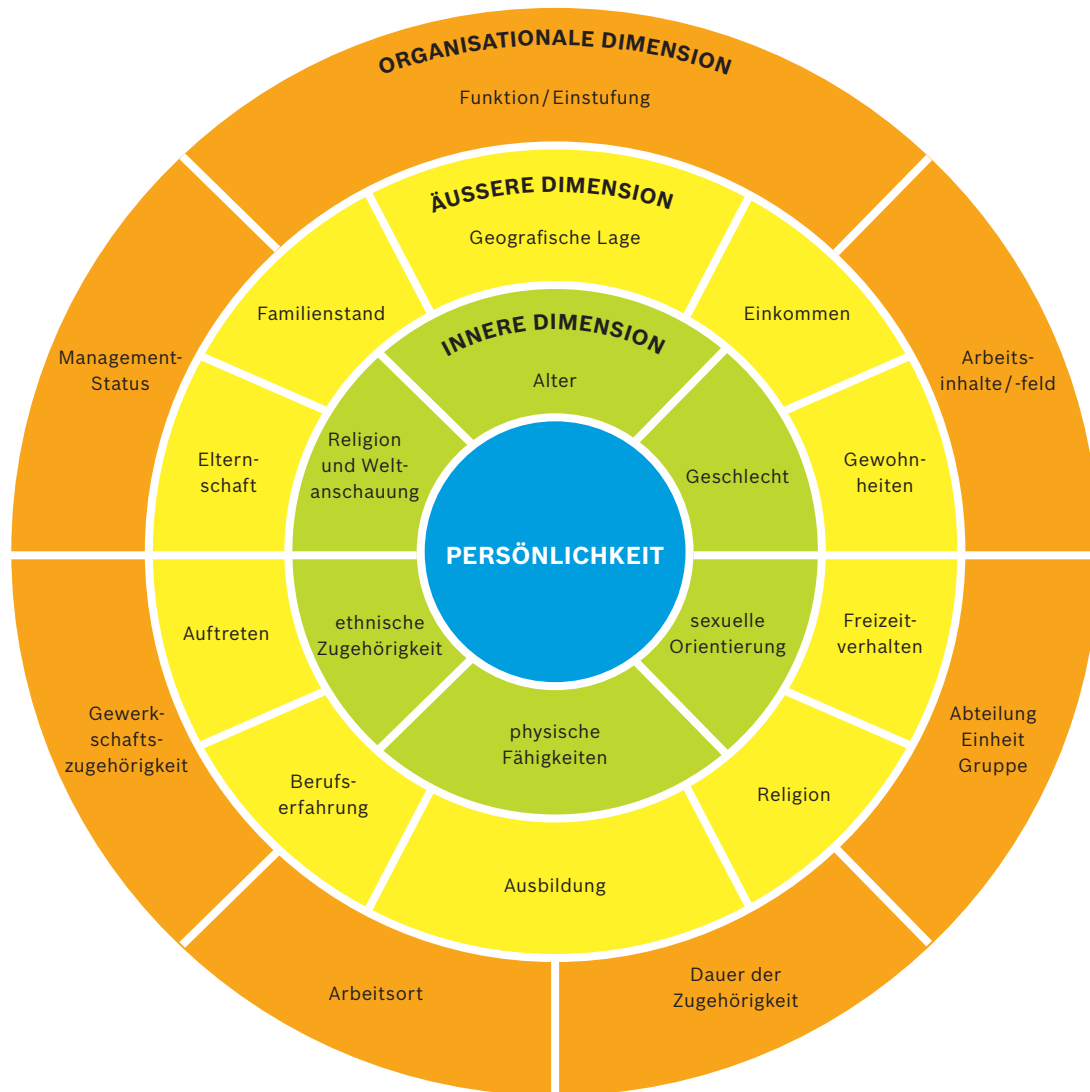 ORGANISATIONALE DIMENSION
Funktion/Einstufung
ÄUSSERE DIMENSION
Geografische Lage
Familienstand
Einkommen
INNERE DIMENSION
Alter
Management-
Status
Arbeits-
inhalte/-feld
Eltern-
schaft
Religion
und Welt-
anschauung
Geschlecht
Gewohn-
heiten
PERSÖNLICHKEIT
Auftreten
ethnische
Zugehörigkeit
sexuelle
Orientierung
Freizeit-
verhalten
Gewerk-
schafts-
zugehörigkeit
physische
Fähigkeiten
Abteilung
Einheit
Gruppe
Berufs-
erfahrung
Religion
Ausbildung
Arbeitsort
Dauer der
Zugehörigkeit